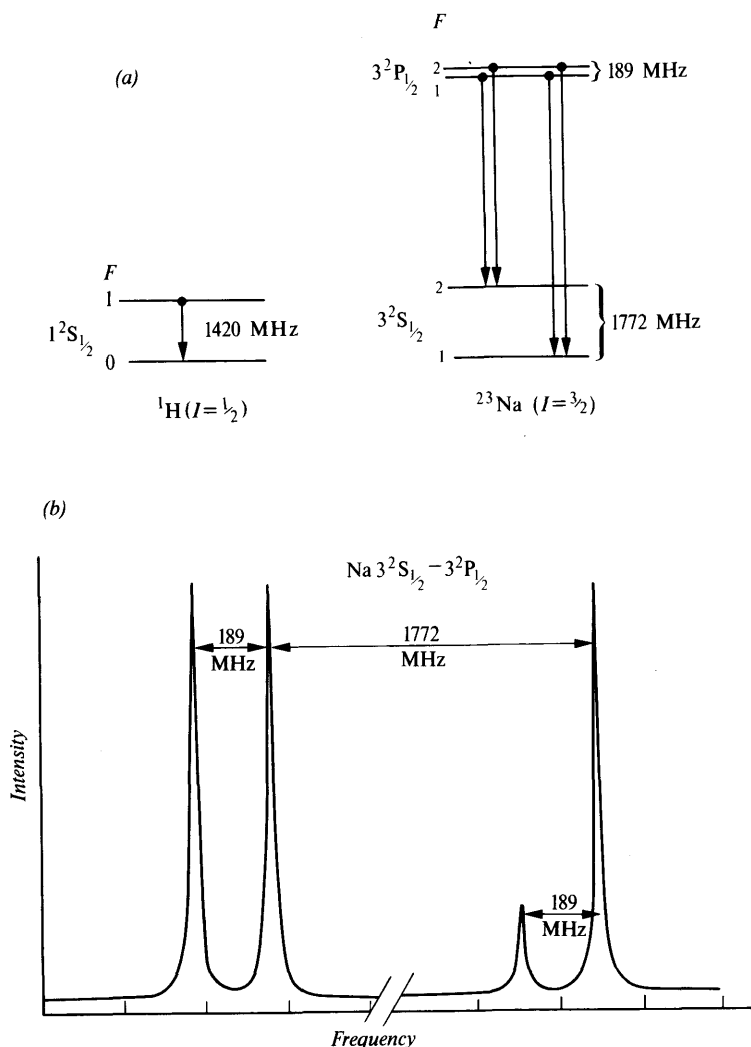 (a)
F
1
1²S₁/₂
0
1420 MHz
¹H (I = ½)
F
2
3²P₁/₂
1
189 MHz
2
3²S₁/₂
1
1772 MHz
²³Na (I = 3/2)
(b)
Na 3²S₁/₂ – 3²P₁/₂
189
MHz
1772
MHz
189
MHz
Intensity
Frequency